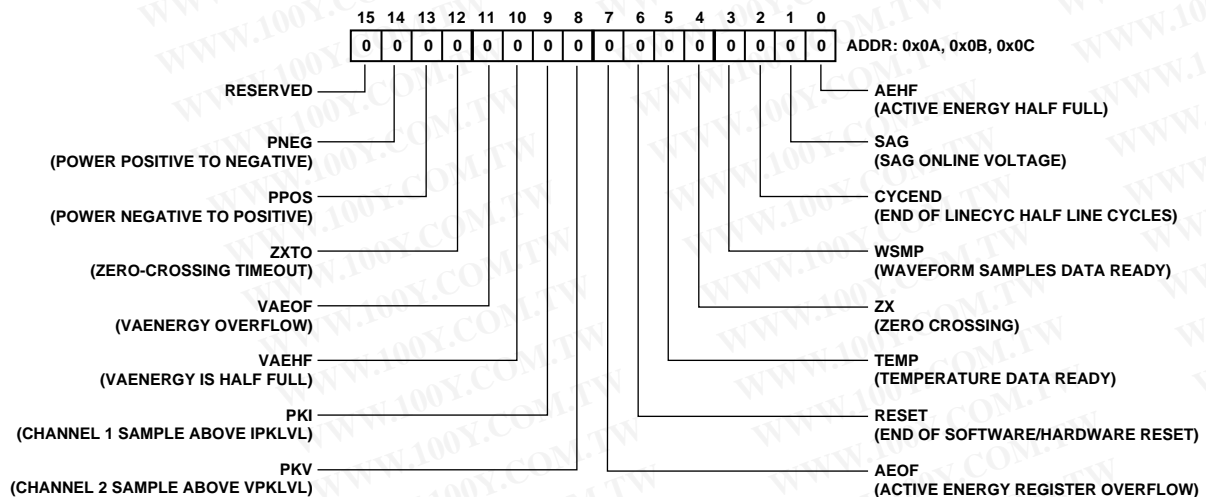 15 14 13 12 11 10 9 8 7 6 5 4 3 2 1 0
0 0 0 0 0 0 0 0 0 0 0 0 0 0 0 0 ADDR: 0x0A, 0x0B, 0x0C
RESERVED
PNEG
(POWER POSITIVE TO NEGATIVE)
PPOS
(POWER NEGATIVE TO POSITIVE)
ZXTO
(ZERO-CROSSING TIMEOUT)
VAEOF
(VAENERGY OVERFLOW)
VAEHF
(VAENERGY IS HALF FULL)
PKI
(CHANNEL 1 SAMPLE ABOVE IPKLVL)
PKV
(CHANNEL 2 SAMPLE ABOVE VPKLVL)
AEHF
(ACTIVE ENERGY HALF FULL)
SAG
(SAG ONLINE VOLTAGE)
CYCEND
(END OF LINECYC HALF LINE CYCLES)
WSMP
(WAVEFORM SAMPLES DATA READY)
ZX
(ZERO CROSSING)
TEMP
(TEMPERATURE DATA READY)
RESET
(END OF SOFTWARE/HARDWARE RESET)
AEOF
(ACTIVE ENERGY REGISTER OVERFLOW)
WWW.100Y.COM.TW